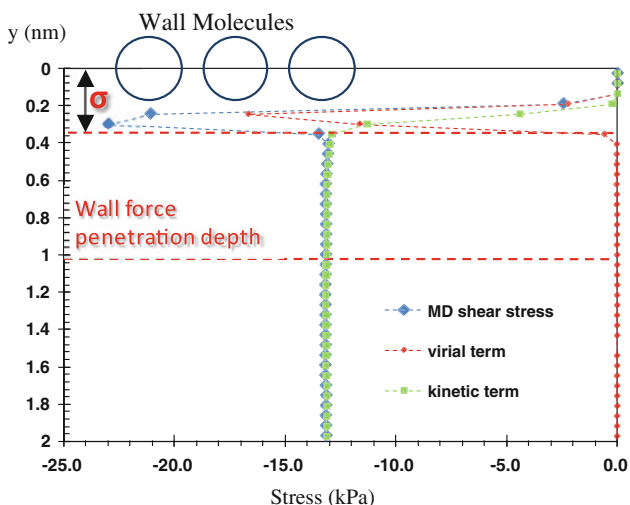 Wall Molecules
y (nm)
0
0.2
0.4
0.6
0.8
1
1.2
1.4
1.6
1.8
2
σ
Wall force
penetration depth
MD shear stress
virial term
kinetic term
-25.0 -20.0 -15.0 -10.0 -5.0 0.0
Stress (kPa)